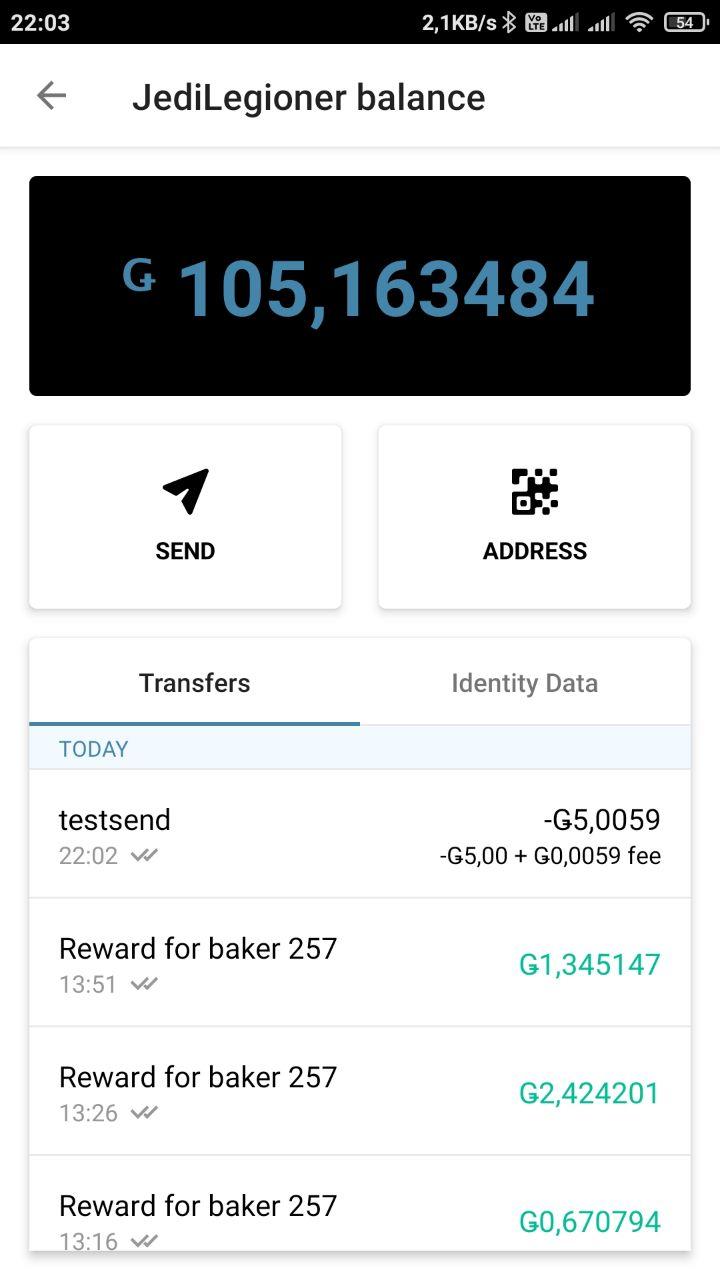 22:03
2,1KB/s Vo LTE 54
JediLegioner balance
Ǥ 105,163484
SEND
ADDRESS
Transfers
Identity Data
TODAY
testsend
-Ǥ5,0059
22:02
-Ǥ5,00 + Ǥ0,0059 fee
Reward for baker 257
Ǥ1,345147
13:51
Reward for baker 257
Ǥ2,424201
13:26
Reward for baker 257
Ǥ0,670794
13:16